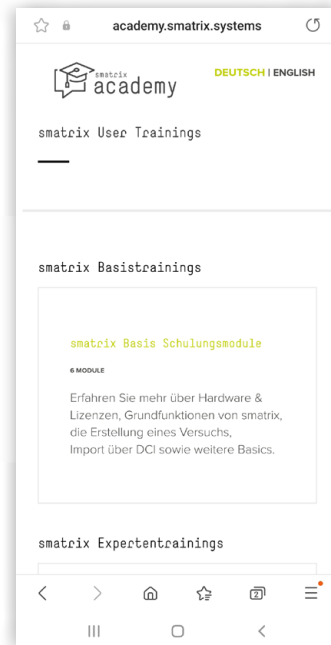 academy.smatrix.systems
smatrix
academy
DEUTSCH | ENGLISH
smatrix User Trainings
smatrix Basistrainings
smatrix Basis Schulungsmodule
6 MODULE
Erfahren Sie mehr über Hardware &
Lizenzen, Grundfunktionen von smatrix,
die Erstellung eines Versuchs,
Import über DCI sowie weitere Basics.
smatrix Expertentrainings
2